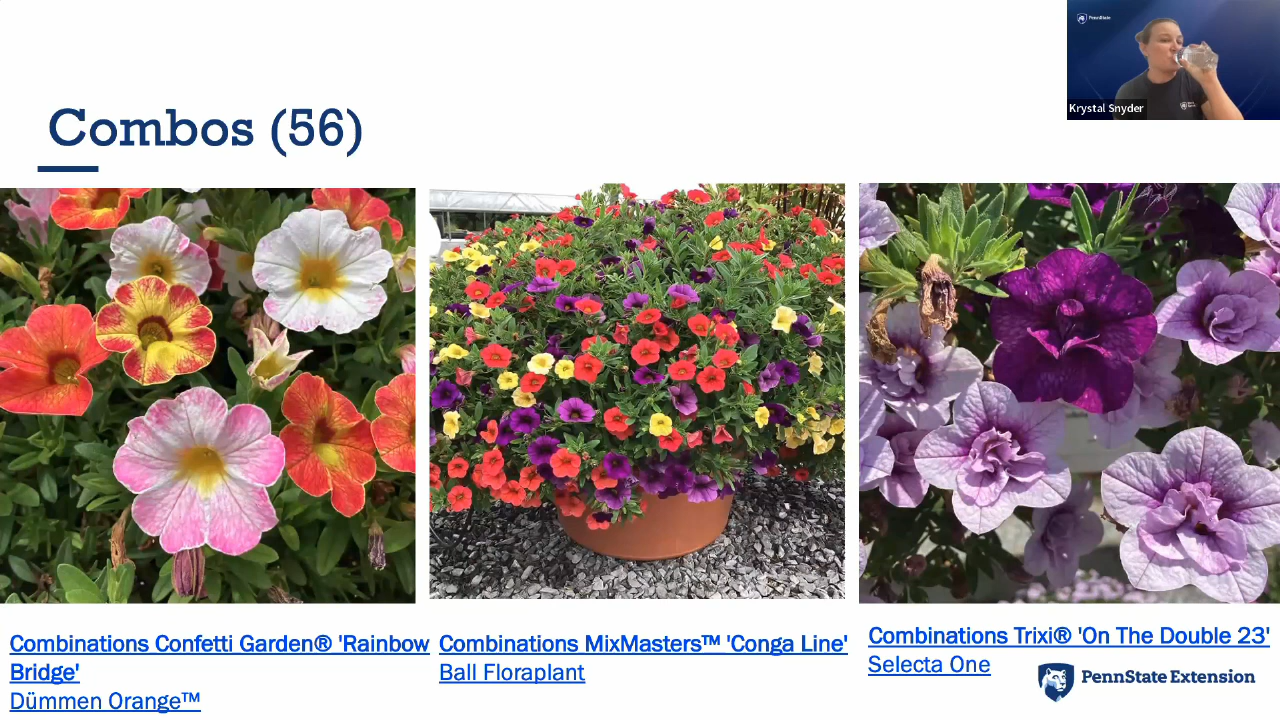 PennState
Krystal Snyder
Combos (56)
Combinations Confetti Garden® 'Rainbow
Bridge'
Dümmen Orange™
Combinations MixMasters™ 'Conga Line'
Ball Floraplant
Combinations Trixi® 'On The Double 23'
Selecta One
PennState Extension